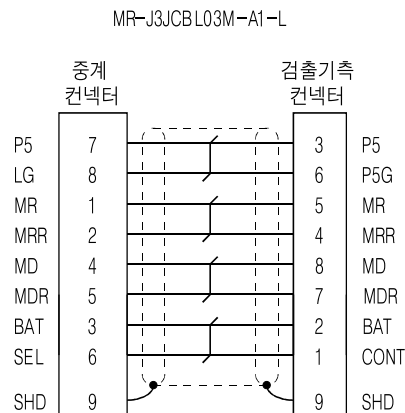 MR-J3JCBL03M-A1-L
중계
컨넥터
검출기측
컨넥터
P5 7 3 P5
LG 8 6 P5G
MR 1 5 MR
MRR 2 4 MRR
MD 4 8 MD
MDR 5 7 MDR
BAT 3 2 BAT
SEL 6 1 CONT
SHD 9 9 SHD